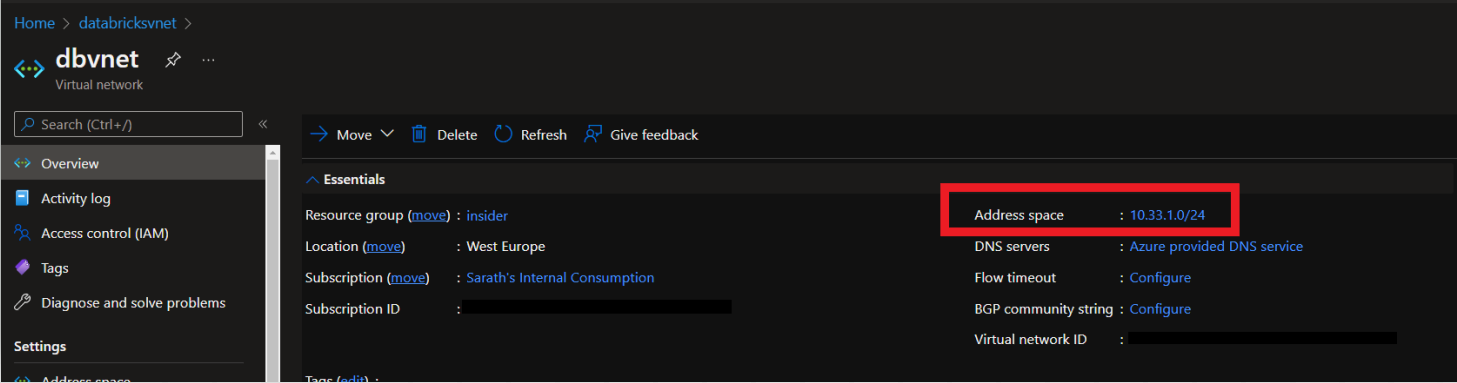 Home > databricksvnet >
dbvnet ...
Virtual network
Search (Ctrl+/) «
Move Delete Refresh Give feedback
Overview
Activity log
Access control (IAM)
Tags
Diagnose and solve problems
Settings
Address space
Essentials
Resource group (move) : insider
Location (move) : West Europe
Subscription (move) : Sarath's Internal Consumption
Subscription ID :
Address space : 10.33.1.0/24
DNS servers : Azure provided DNS service
Flow timeout : Configure
BGP community string : Configure
Virtual network ID :
Tags (edit) :